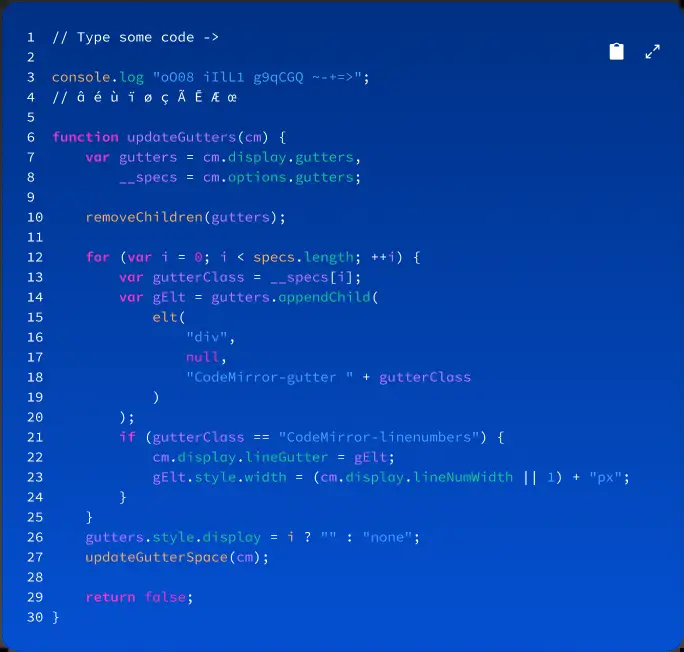 1 // Type some code ->
2
3 console.log "oO08 iIlL1 g9qCGQ ~-+=>";
4 // â é ù ï ø ç Ã Ē Æ œ
5
6 function updateGutters(cm) {
7     var gutters = cm.display.gutters,
8         __specs = cm.options.gutters;
9
10     removeChildren(gutters);
11
12     for (var i = 0; i < specs.length; ++i) {
13         var gutterClass = __specs[i];
14         var gElt = gutters.appendChild(
15             elt(
16                 "div",
17                 null,
18                 "CodeMirror-gutter " + gutterClass
19             )
20         );
21         if (gutterClass == "CodeMirror-linenumbers") {
22             cm.display.lineGutter = gElt;
23             gElt.style.width = (cm.display.lineNumWidth || 1) + "px";
24         }
25     }
26     gutters.style.display = i ? "" : "none";
27     updateGutterSpace(cm);
28
29     return false;
30 }